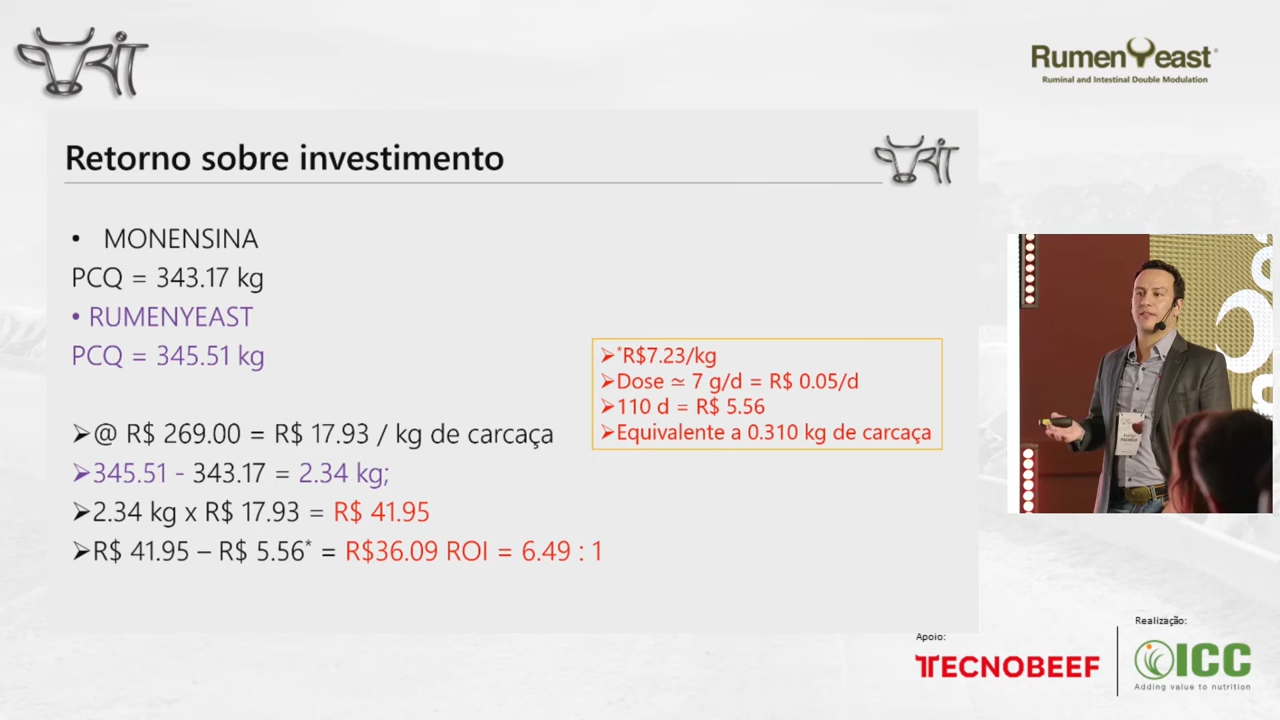 RumenYeast®
Ruminal and Intestinal Double Modulation
Retorno sobre investimento
• MONENSINA
PCQ = 343.17 kg
• RUMENYEAST
PCQ = 345.51 kg
➢*R$7.23/kg
➢Dose ≃ 7 g/d = R$ 0.05/d
➢110 d = R$ 5.56
➢Equivalente a 0.310 kg de carcaça
➢@ R$ 269.00 = R$ 17.93 / kg de carcaça
➢345.51 - 343.17 = 2.34 kg;
➢2.34 kg x R$ 17.93 = R$ 41.95
➢R$ 41.95 – R$ 5.56* = R$36.09 ROI = 6.49 : 1
Apoio:
TECNOBEEF
Realização:
ICC
Adding value to nutrition